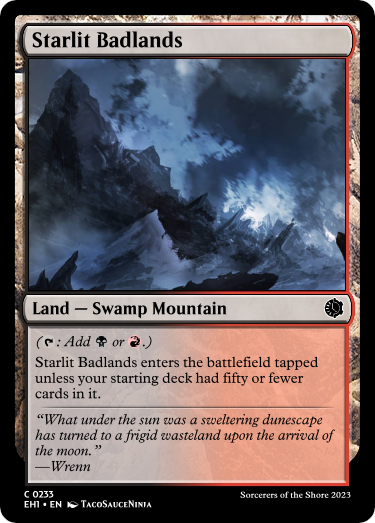 Starlit Badlands
Land — Swamp Mountain
(: Add or .)
Starlit Badlands enters the battlefield tapped
unless your starting deck had fifty or fewer
cards in it.
“What under the sun was a sweltering dunescape
has turned to a frigid wasteland upon the arrival of
the moon.”
—Wrenn
C 0233
EH1 • EN TacoSauceNinja
Sorcerers of the Shore 2023